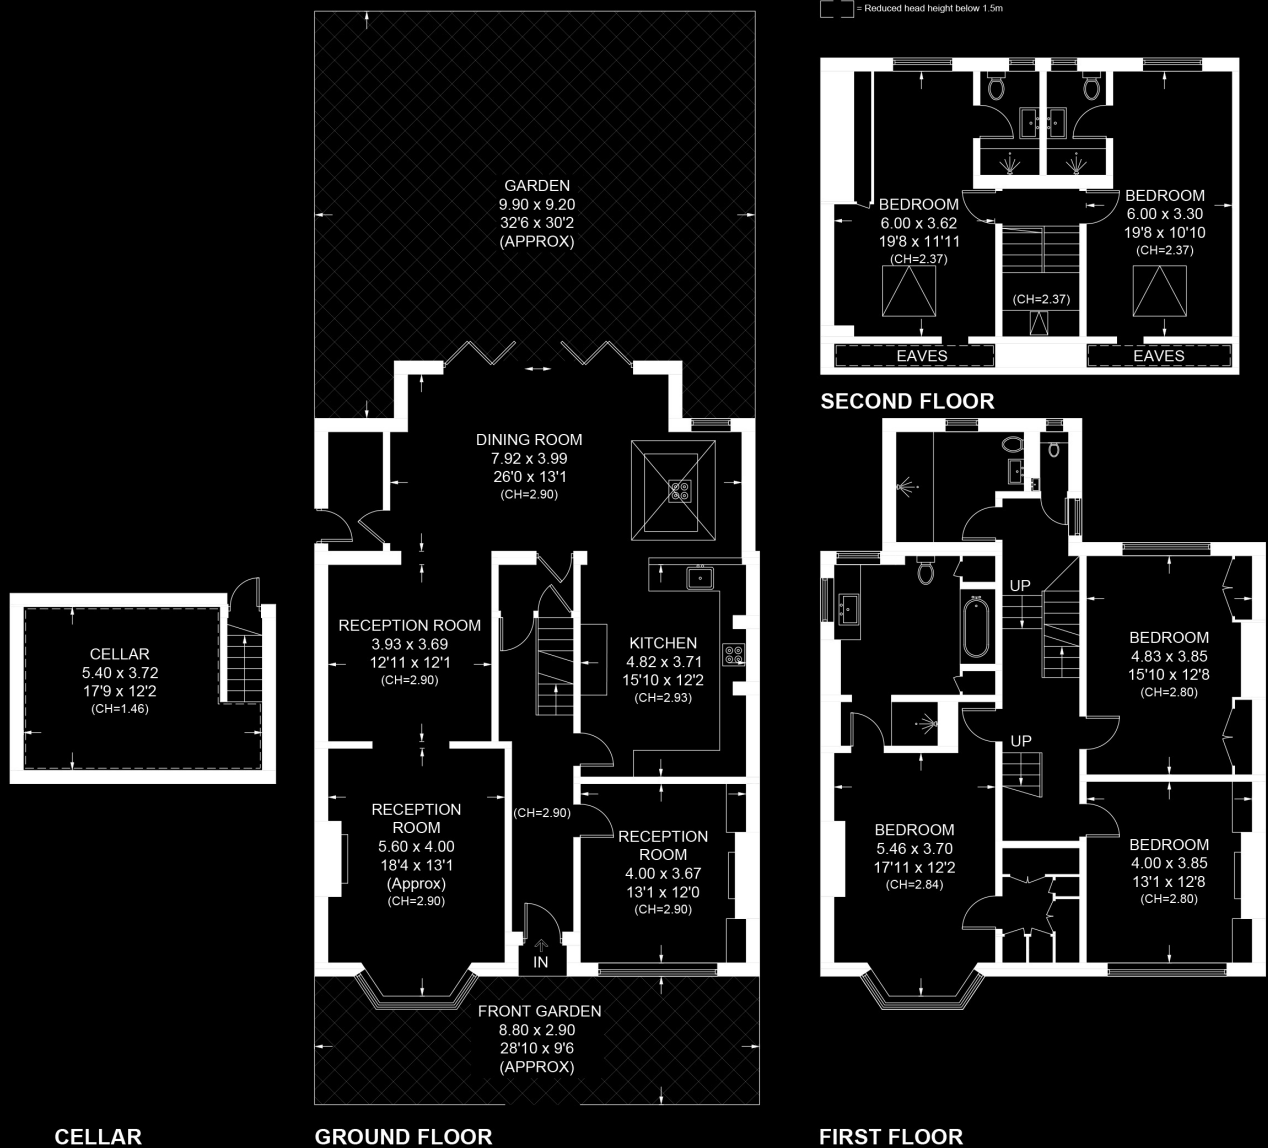 = Reduced head height below 1.5m
GARDEN
9.90 x 9.20
32'6 x 30'2
(APPROX)
BEDROOM
6.00 x 3.62
19'8 x 11'11
(CH=2.37)
BEDROOM
6.00 x 3.30
19'8 x 10'10
(CH=2.37)
(CH=2.37)
EAVES
EAVES
SECOND FLOOR
DINING ROOM
7.92 x 3.99
26'0 x 13'1
(CH=2.90)
CELLAR
5.40 x 3.72
17'9 x 12'2
(CH=1.46)
RECEPTION ROOM
3.93 x 3.69
12'11 x 12'1
(CH=2.90)
KITCHEN
4.82 x 3.71
15'10 x 12'2
(CH=2.93)
RECEPTION
ROOM
5.60 x 4.00
18'4 x 13'1
(Approx)
(CH=2.90)
(CH=2.90)
RECEPTION
ROOM
4.00 x 3.67
13'1 x 12'0
(CH=2.90)
IN
FRONT GARDEN
8.80 x 2.90
28'10 x 9'6
(APPROX)
UP
BEDROOM
4.83 x 3.85
15'10 x 12'8
(CH=2.80)
UP
BEDROOM
5.46 x 3.70
17'11 x 12'2
(CH=2.84)
BEDROOM
4.00 x 3.85
13'1 x 12'8
(CH=2.80)
CELLAR
GROUND FLOOR
FIRST FLOOR